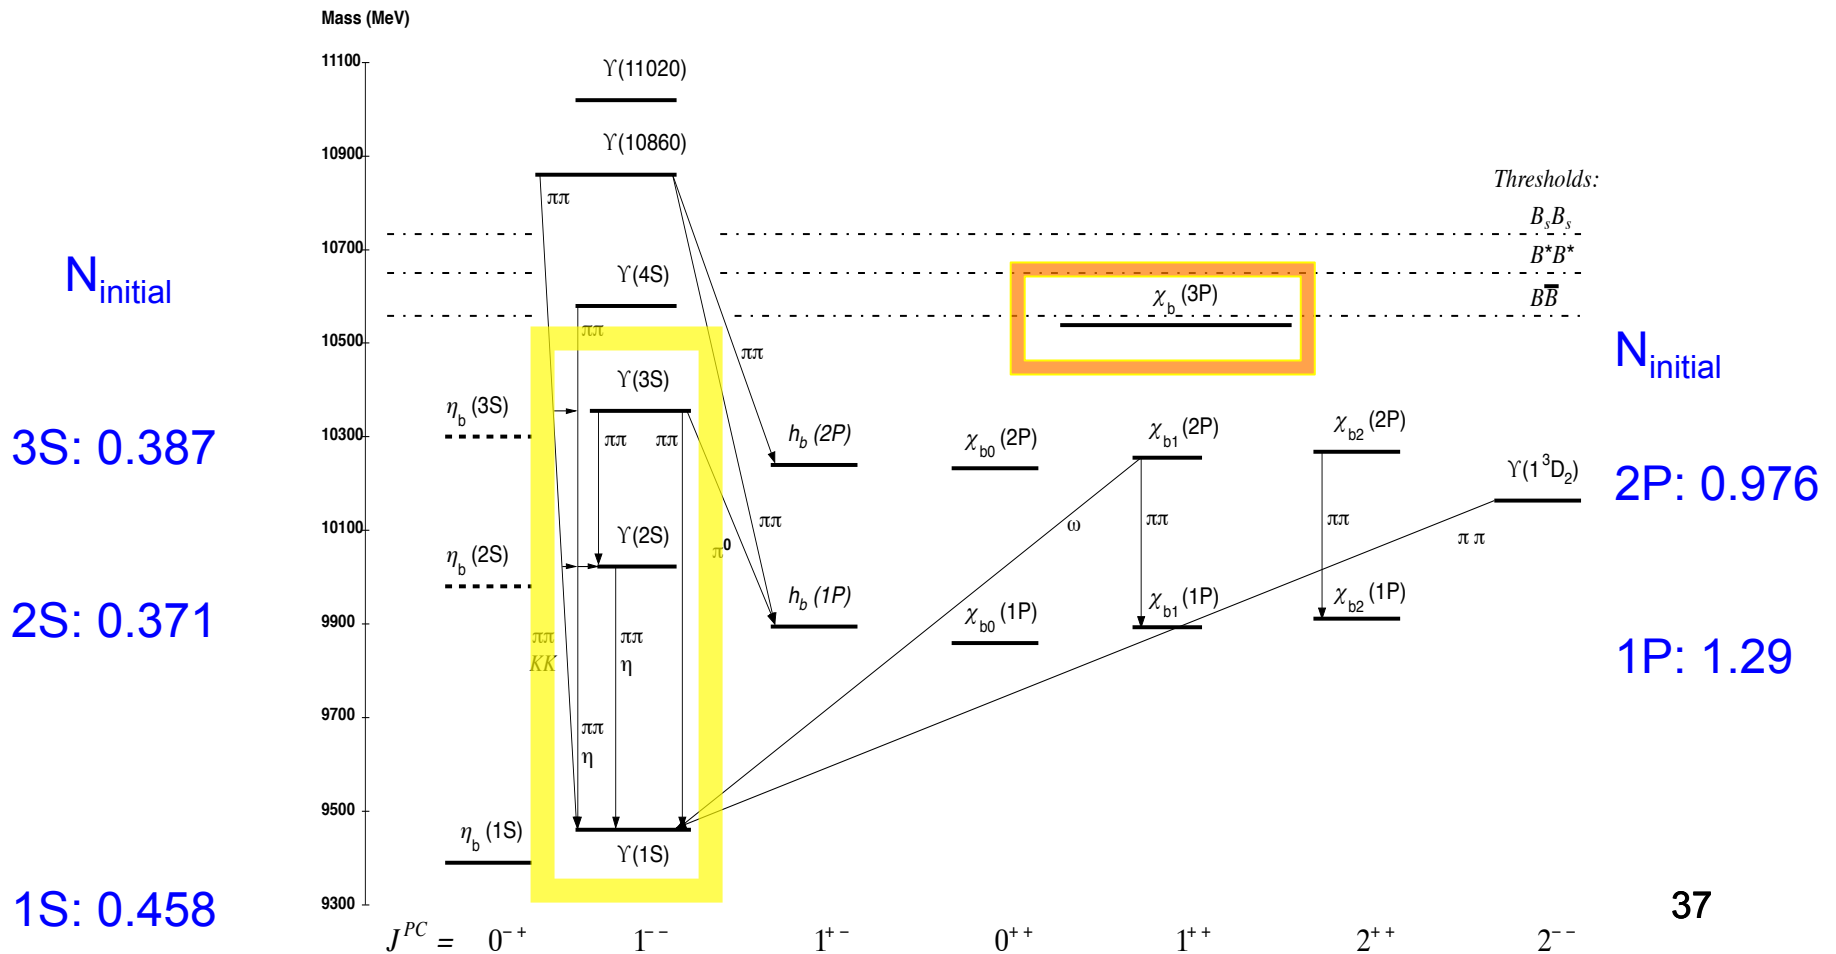 Mass (MeV)
11100
ϒ(11020)
10900
ϒ(10860)
ππ
Thresholds:
BₛBₛ
10700
B*B*
ϒ(4S)
χb (3P)
BB̅
Ninitial
ππ
10500
ππ
Ninitial
ϒ(3S)
ηb (3S)
3S: 0.387
10300
ππ ππ
hb (2P)
χb0 (2P)
χb1 (2P)
χb2 (2P)
ϒ(1³D₂)
2P: 0.976
10100
ππ
ω
ππ
ππ
π π
ϒ(2S)
π⁰
ηb (2S)
2S: 0.371
9900
hb (1P)
χb0 (1P)
χb1 (1P)
χb2 (1P)
ππ
KK
ππ
η
1P: 1.29
9700
ππ
η
9500
ηb (1S)
ϒ(1S)
1S: 0.458
9300
37
J^PC = 0⁻⁺ 1⁻⁻ 1⁺⁻ 0⁺⁺ 1⁺⁺ 2⁺⁺ 2⁻⁻